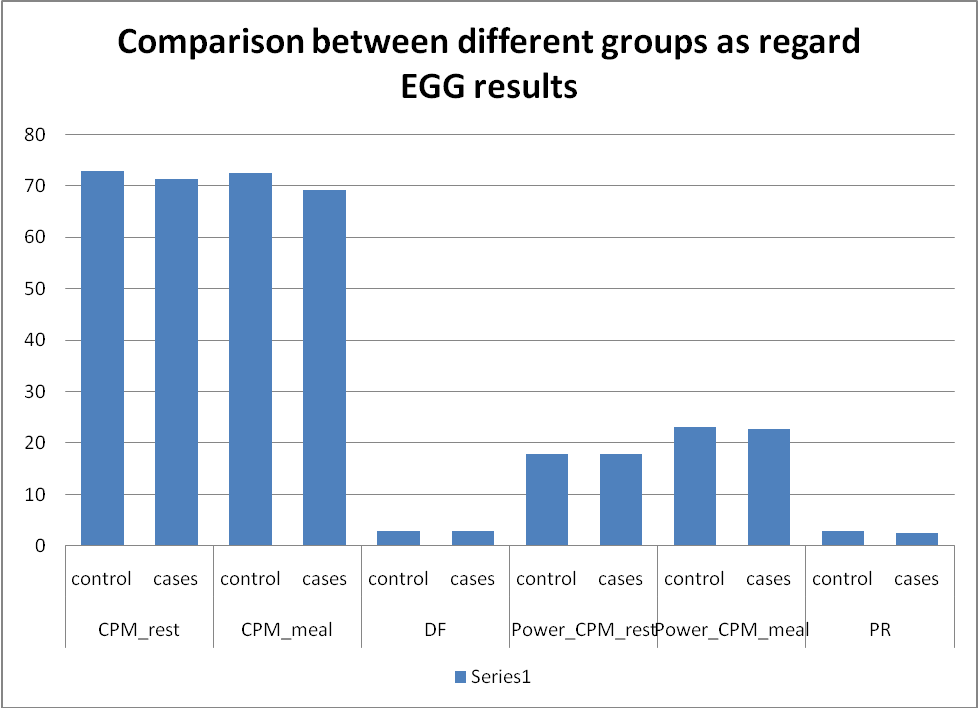 Comparison between different groups as regard
EGG results
80
70
60
50
40
30
20
10
0
control cases control cases control cases control cases control cases control cases
CPM_rest CPM_meal DF Power_CPM_rest Power_CPM_meal PR
Series1